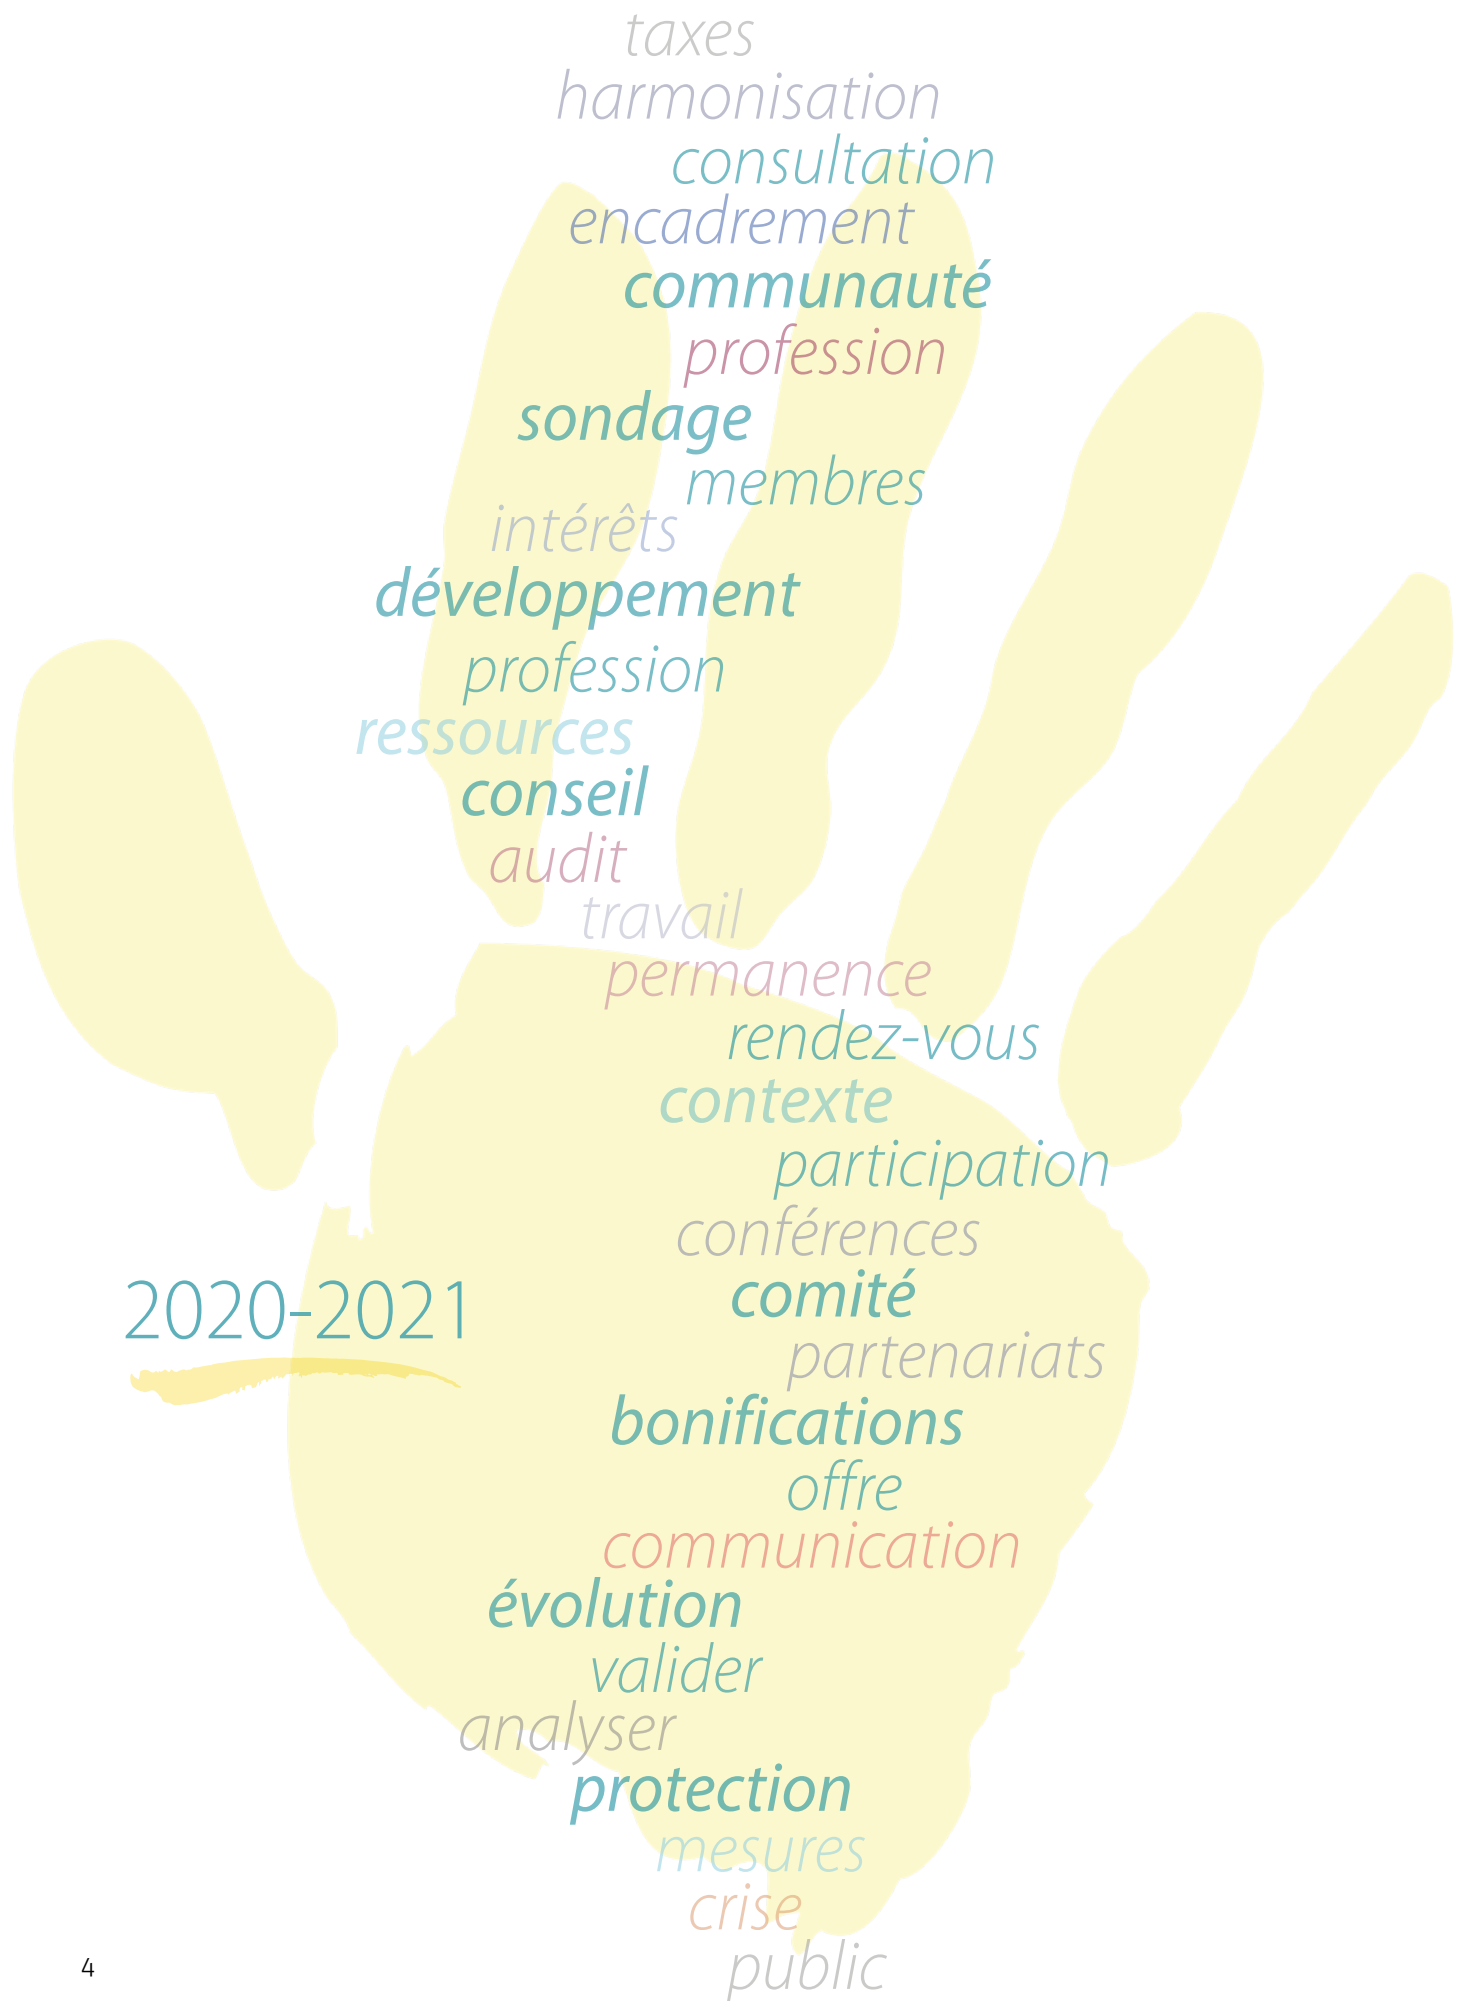 taxes
harmonisation
consultation
encadrement
communauté
profession
sondage
membres
intérêts
développement
profession
ressources
conseil
audit
travail
permanence
rendez-vous
contexte
participation
conférences
comité
2020-2021
partenariats
bonifications
offre
communication
évolution
valider
analyser
protection
mesures
crise
public
4